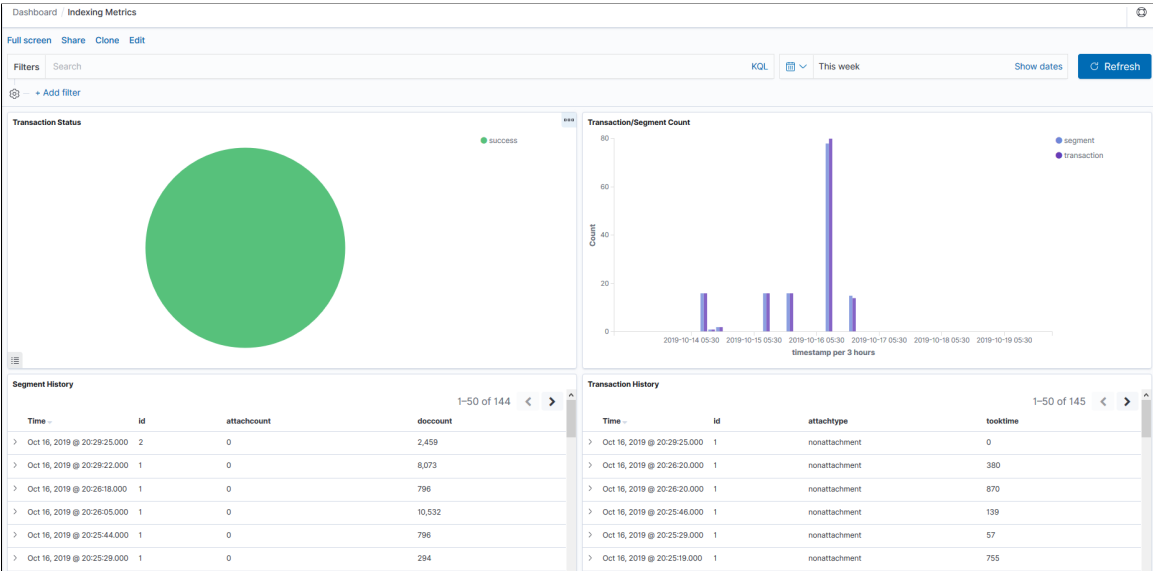 Dashboard / Indexing Metrics
Full screen Share Clone Edit
Filters Search KQL This week Show dates Refresh
+ Add filter
Transaction Status
success
Transaction/Segment Count
segment
transaction
80
60
40
20
0
Count
2019-10-14 05:30 2019-10-15 05:30 2019-10-16 05:30 2019-10-17 05:30 2019-10-18 05:30 2019-10-19 05:30
timestamp per 3 hours
Segment History
1–50 of 144
Time id attachcount doccount
Oct 16, 2019 @ 20:29:25.000 2 0 2,459
Oct 16, 2019 @ 20:29:22.000 1 0 8,073
Oct 16, 2019 @ 20:26:18.000 1 0 796
Oct 16, 2019 @ 20:26:05.000 1 0 10,532
Oct 16, 2019 @ 20:25:44.000 1 0 796
Oct 16, 2019 @ 20:25:29.000 1 0 294
Transaction History
1–50 of 145
Time id attachtype tooktime
Oct 16, 2019 @ 20:29:25.000 1 nonattachment 0
Oct 16, 2019 @ 20:26:20.000 1 nonattachment 380
Oct 16, 2019 @ 20:26:20.000 1 nonattachment 870
Oct 16, 2019 @ 20:25:46.000 1 nonattachment 139
Oct 16, 2019 @ 20:25:29.000 1 nonattachment 57
Oct 16, 2019 @ 20:25:19.000 1 nonattachment 755